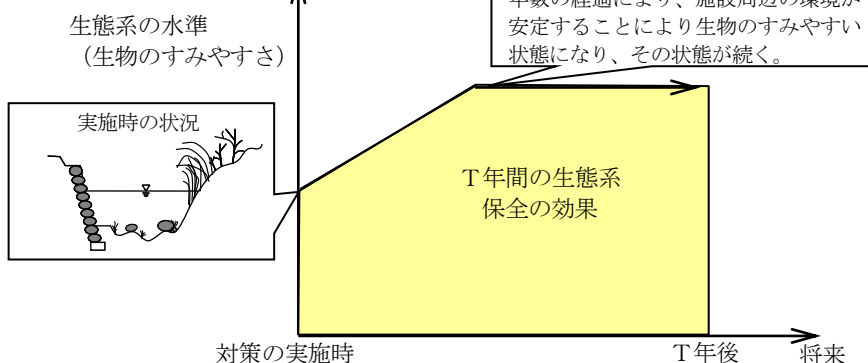 生態系の水準
（生物のすみやすさ）
年数の経過により、施設周辺の環境が
安定することにより生物のすみやすい
状態になり、その状態が続く。
実施時の状況
Ｔ年間の生態系
保全の効果
対策の実施時
Ｔ年後
将来